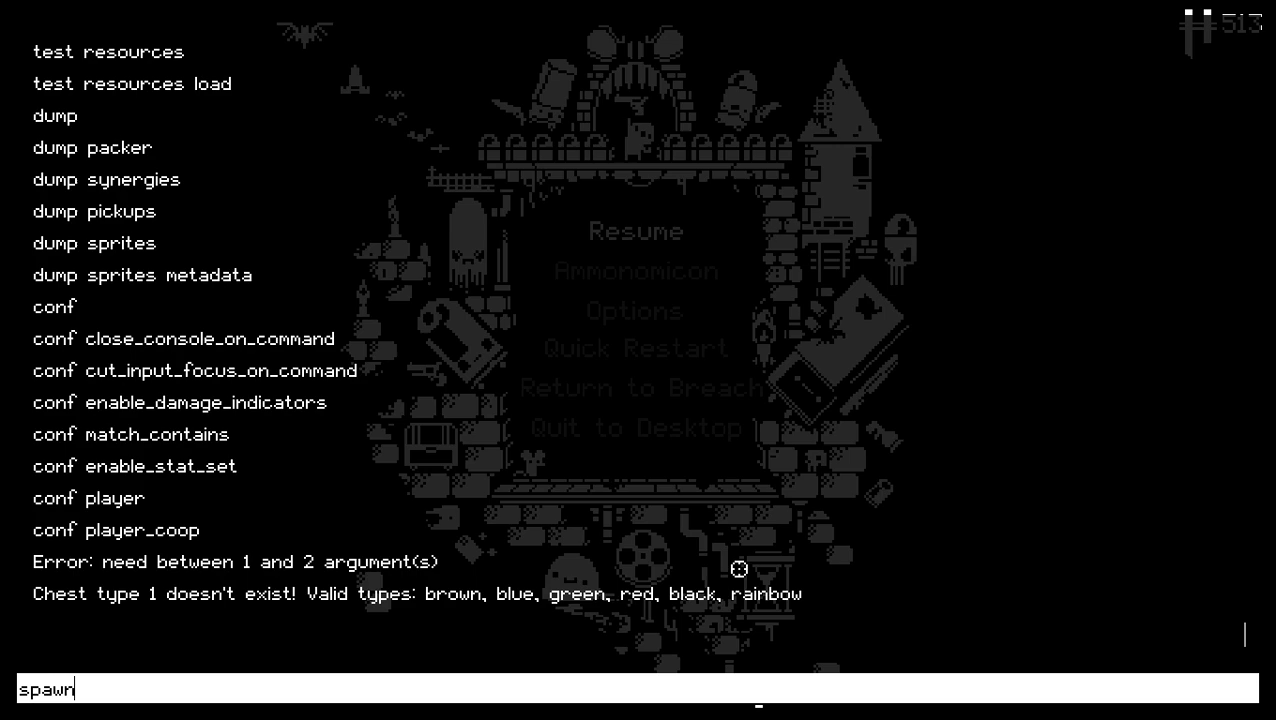 513
test resources
test resources load
dump
dump packer
dump synergies
dump pickups
dump sprites
dump sprites metadata
conf
conf close_console_on_command
conf cut_input_focus_on_command
conf enable_damage_indicators
conf match_contains
conf enable_stat_set
conf player
conf player_coop
Error: need between 1 and 2 argument(s)
Chest type 1 doesn't exist! Valid types: brown, blue, green, red, black, rainbow
Resume
Ammonomicon
Options
Quick Restart
Return to Breach
Quit to Desktop
spawn